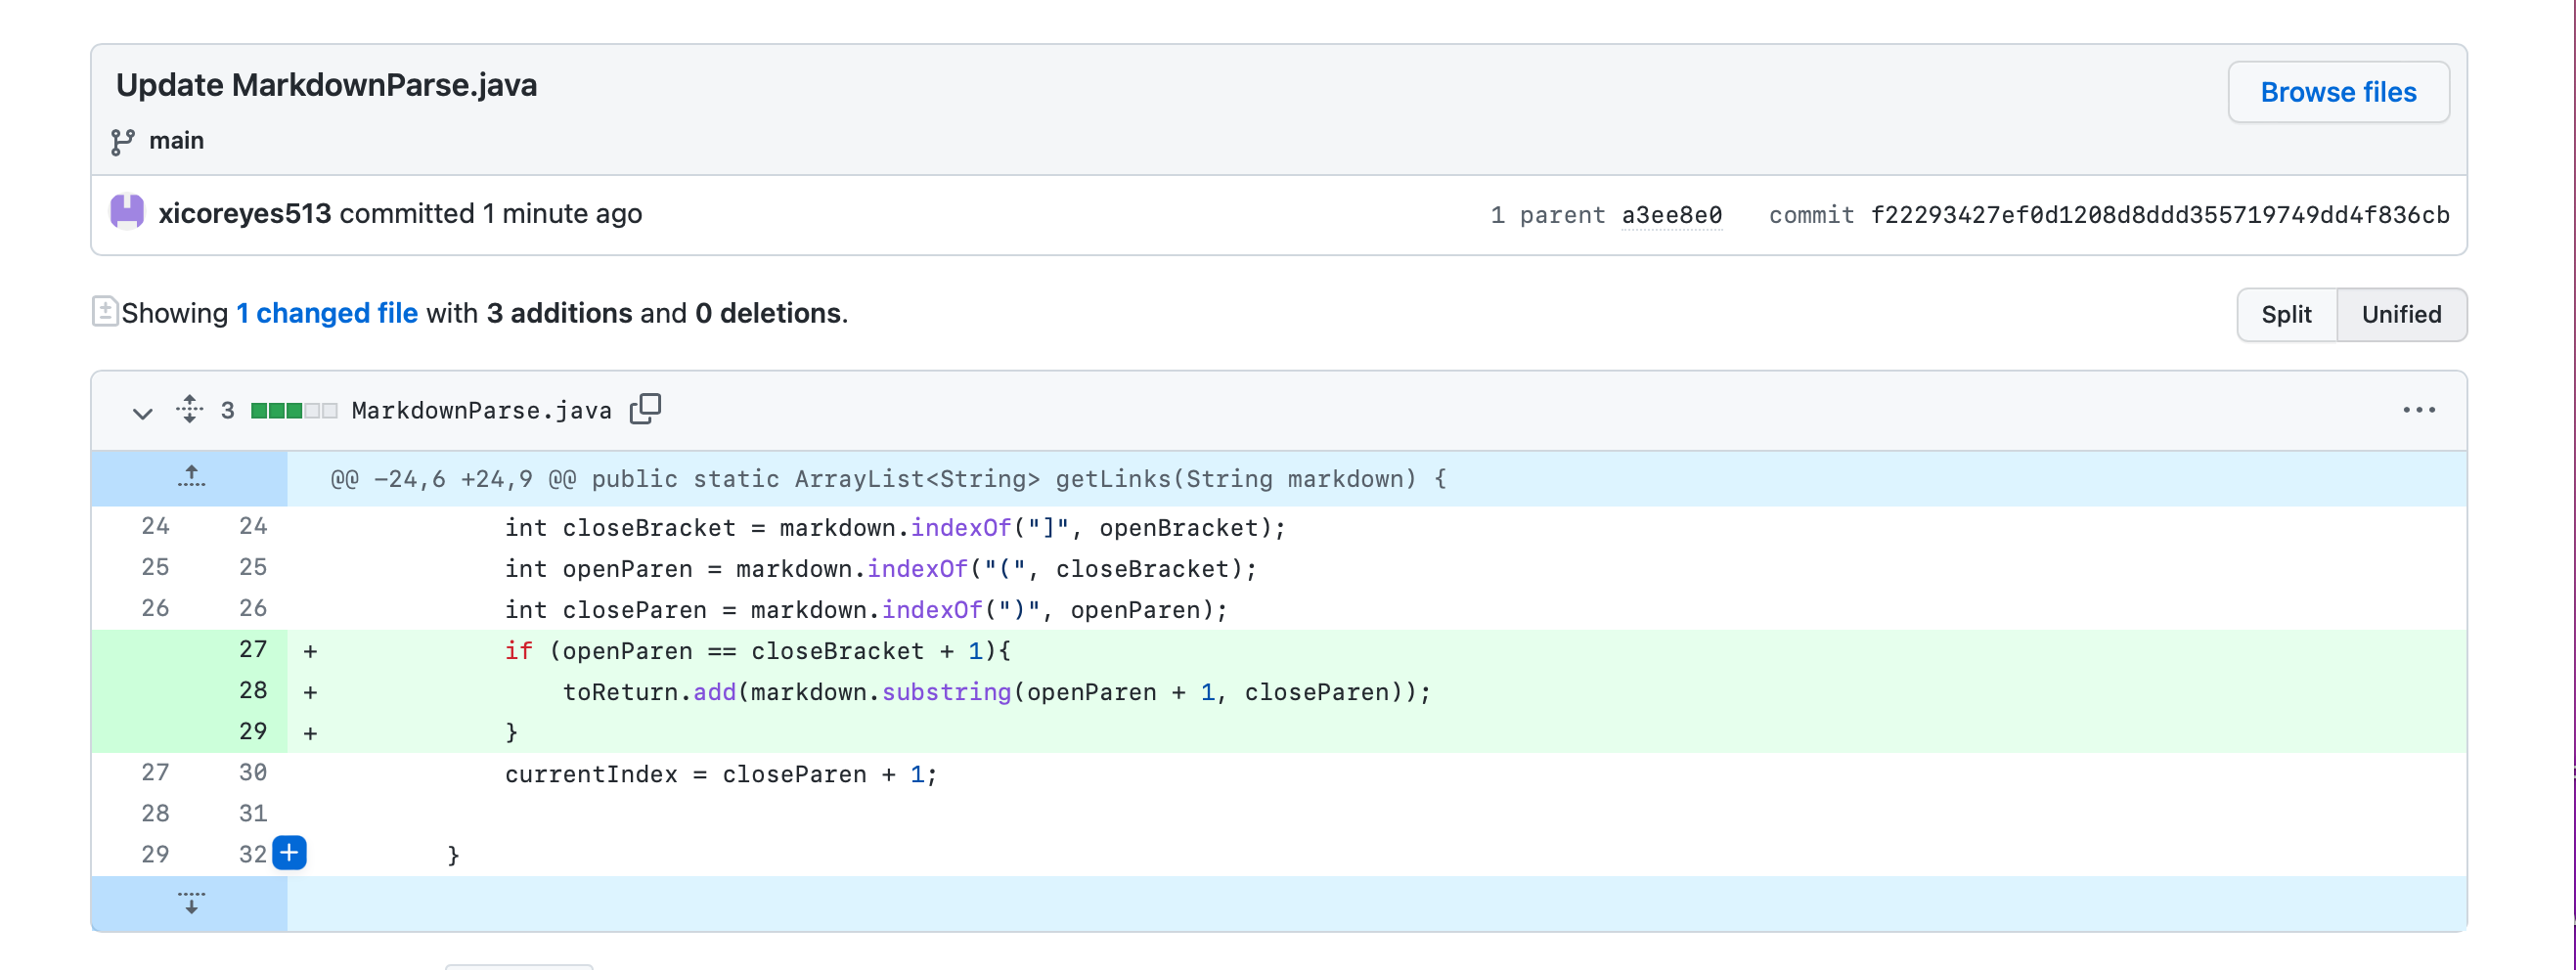 Update MarkdownParse.java
Browse files
main
xicoreyes513 committed 1 minute ago
1 parent a3ee8e0 commit f22293427ef0d1208d8ddd355719749dd4f836cb
Showing 1 changed file with 3 additions and 0 deletions.
Split Unified
3 MarkdownParse.java
@@ -24,6 +24,9 @@ public static ArrayList<String> getLinks(String markdown) {
24 24 int closeBracket = markdown.indexOf("]", openBracket);
25 25 int openParen = markdown.indexOf("(", closeBracket);
26 26 int closeParen = markdown.indexOf(")", openParen);
27 + if (openParen == closeBracket + 1){
28 + toReturn.add(markdown.substring(openParen + 1, closeParen));
29 + }
27 30 currentIndex = closeParen + 1;
28 31
29 32 }